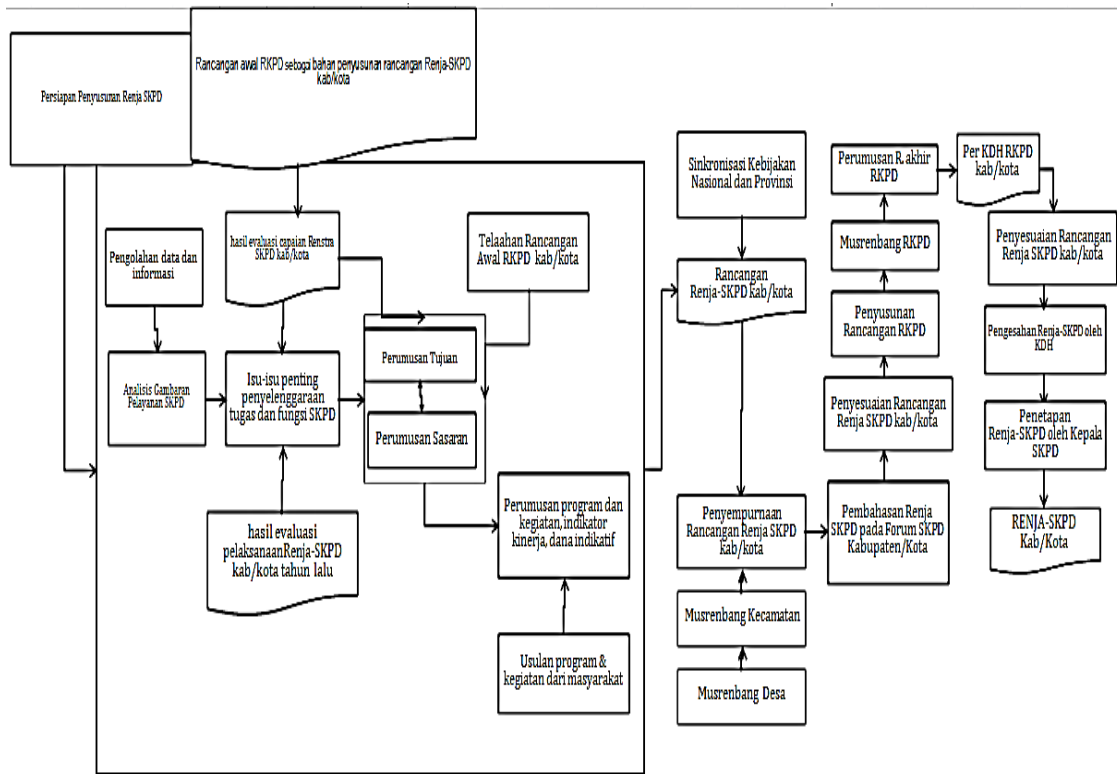 Persiapan Penyusunan Renja SKPD
Rancangan awal RKPD sebagai bahan penyusunan rancangan Renja-SKPD
kab/kota
Pengolahan data dan
informasi
Analisis Gambaran
Pelayanan SKPD
hasil evaluasi capaian Renstra
SKPD kab/kota
Isu-isu penting
penyelenggaraan
tugas dan fungsi SKPD
hasil evaluasi
pelaksanaanRenja-SKPD
kab/kota tahun lalu
Telaahan Rancangan
Awal RKPD kab/kota
Perumusan Tujuan
Perumusan Sasaran
Perumusan program dan
kegiatan, indikator
kinerja, dana indikatif
Usulan program &
kegiatan dari masyarakat
Sinkronisasi Kebijakan
Nasional dan Provinsi
Rancangan
Renja-SKPD kab/kota
Penyempurnaan
Rancangan Renja SKPD
kab/kota
Musrenbang Kecamatan
Musrenbang Desa
Perumusan R. akhir
RKPD
Musrenbang RKPD
Penyusunan
Rancangan RKPD
Penyesuaian Rancangan
Renja SKPD kab/kota
Pembahasan Renja
SKPD pada Forum SKPD
Kabupaten/Kota
Per KDH RKPD
kab/kota
Penyesuaian Rancangan
Renja SKPD kab/kota
Pengesahan Renja-SKPD oleh
KDH
Penetapan
Renja-SKPD oleh Kepala
SKPD
RENJA-SKPD
Kab/Kota